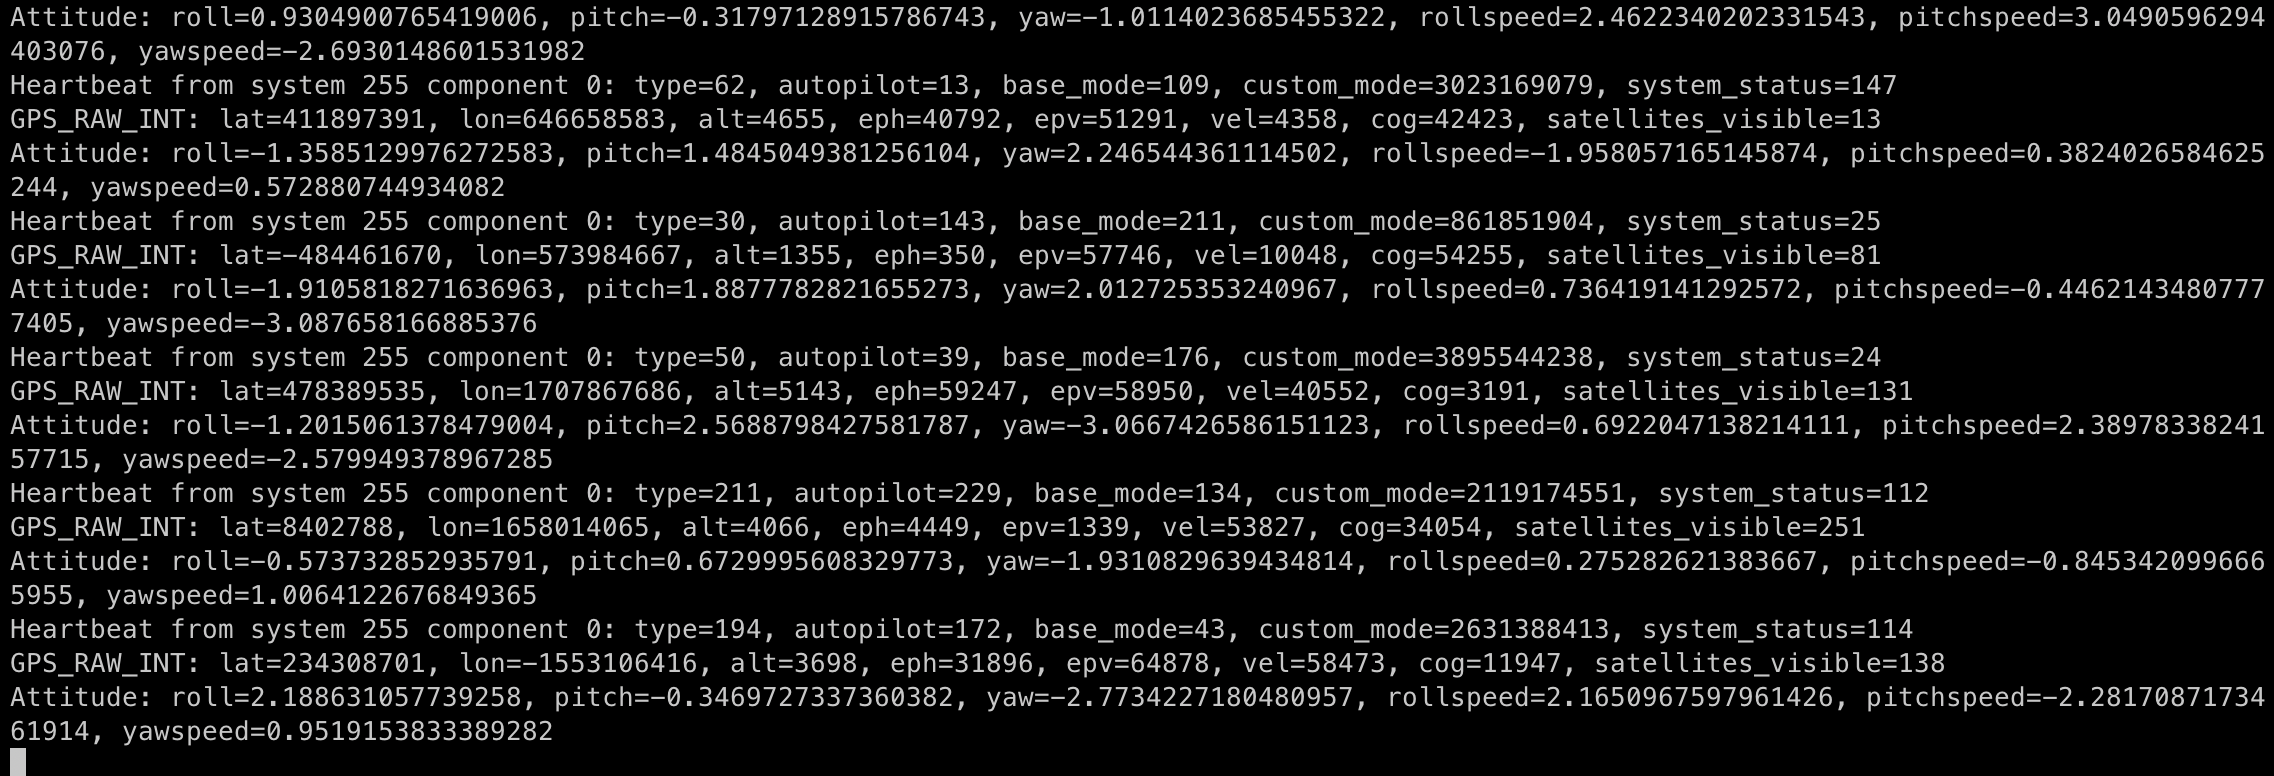 Attitude: roll=0.9304900765419006, pitch=-0.31797128915786743, yaw=-1.0114023685455322, rollspeed=2.4622340202331543, pitchspeed=3.0490596294
403076, yawspeed=-2.6930148601531982
Heartbeat from system 255 component 0: type=62, autopilot=13, base_mode=109, custom_mode=3023169079, system_status=147
GPS_RAW_INT: lat=411897391, lon=646658583, alt=4655, eph=40792, epv=51291, vel=4358, cog=42423, satellites_visible=13
Attitude: roll=-1.3585129976272583, pitch=1.4845049381256104, yaw=2.246544361114502, rollspeed=-1.958057165145874, pitchspeed=0.3824026584625
244, yawspeed=0.572880744934082
Heartbeat from system 255 component 0: type=30, autopilot=143, base_mode=211, custom_mode=861851904, system_status=25
GPS_RAW_INT: lat=-484461670, lon=573984667, alt=1355, eph=350, epv=57746, vel=10048, cog=54255, satellites_visible=81
Attitude: roll=-1.9105818271636963, pitch=1.8877782821655273, yaw=2.012725353240967, rollspeed=0.736419141292572, pitchspeed=-0.4462143480777
7405, yawspeed=-3.087658166885376
Heartbeat from system 255 component 0: type=50, autopilot=39, base_mode=176, custom_mode=3895544238, system_status=24
GPS_RAW_INT: lat=478389535, lon=1707867686, alt=5143, eph=59247, epv=58950, vel=40552, cog=3191, satellites_visible=131
Attitude: roll=-1.2015061378479004, pitch=2.5688798427581787, yaw=-3.0667426586151123, rollspeed=0.6922047138214111, pitchspeed=2.38978338241
57715, yawspeed=-2.579949378967285
Heartbeat from system 255 component 0: type=211, autopilot=229, base_mode=134, custom_mode=2119174551, system_status=112
GPS_RAW_INT: lat=8402788, lon=1658014065, alt=4066, eph=4449, epv=1339, vel=53827, cog=34054, satellites_visible=251
Attitude: roll=-0.573732852935791, pitch=0.6729995608329773, yaw=-1.9310829639434814, rollspeed=0.275282621383667, pitchspeed=-0.845342099666
5955, yawspeed=1.0064122676849365
Heartbeat from system 255 component 0: type=194, autopilot=172, base_mode=43, custom_mode=2631388413, system_status=114
GPS_RAW_INT: lat=234308701, lon=-1553106416, alt=3698, eph=31896, epv=64878, vel=58473, cog=11947, satellites_visible=138
Attitude: roll=2.188631057739258, pitch=-0.3469727337360382, yaw=-2.7734227180480957, rollspeed=2.1650967597961426, pitchspeed=-2.28170871734
61914, yawspeed=0.9519153833389282